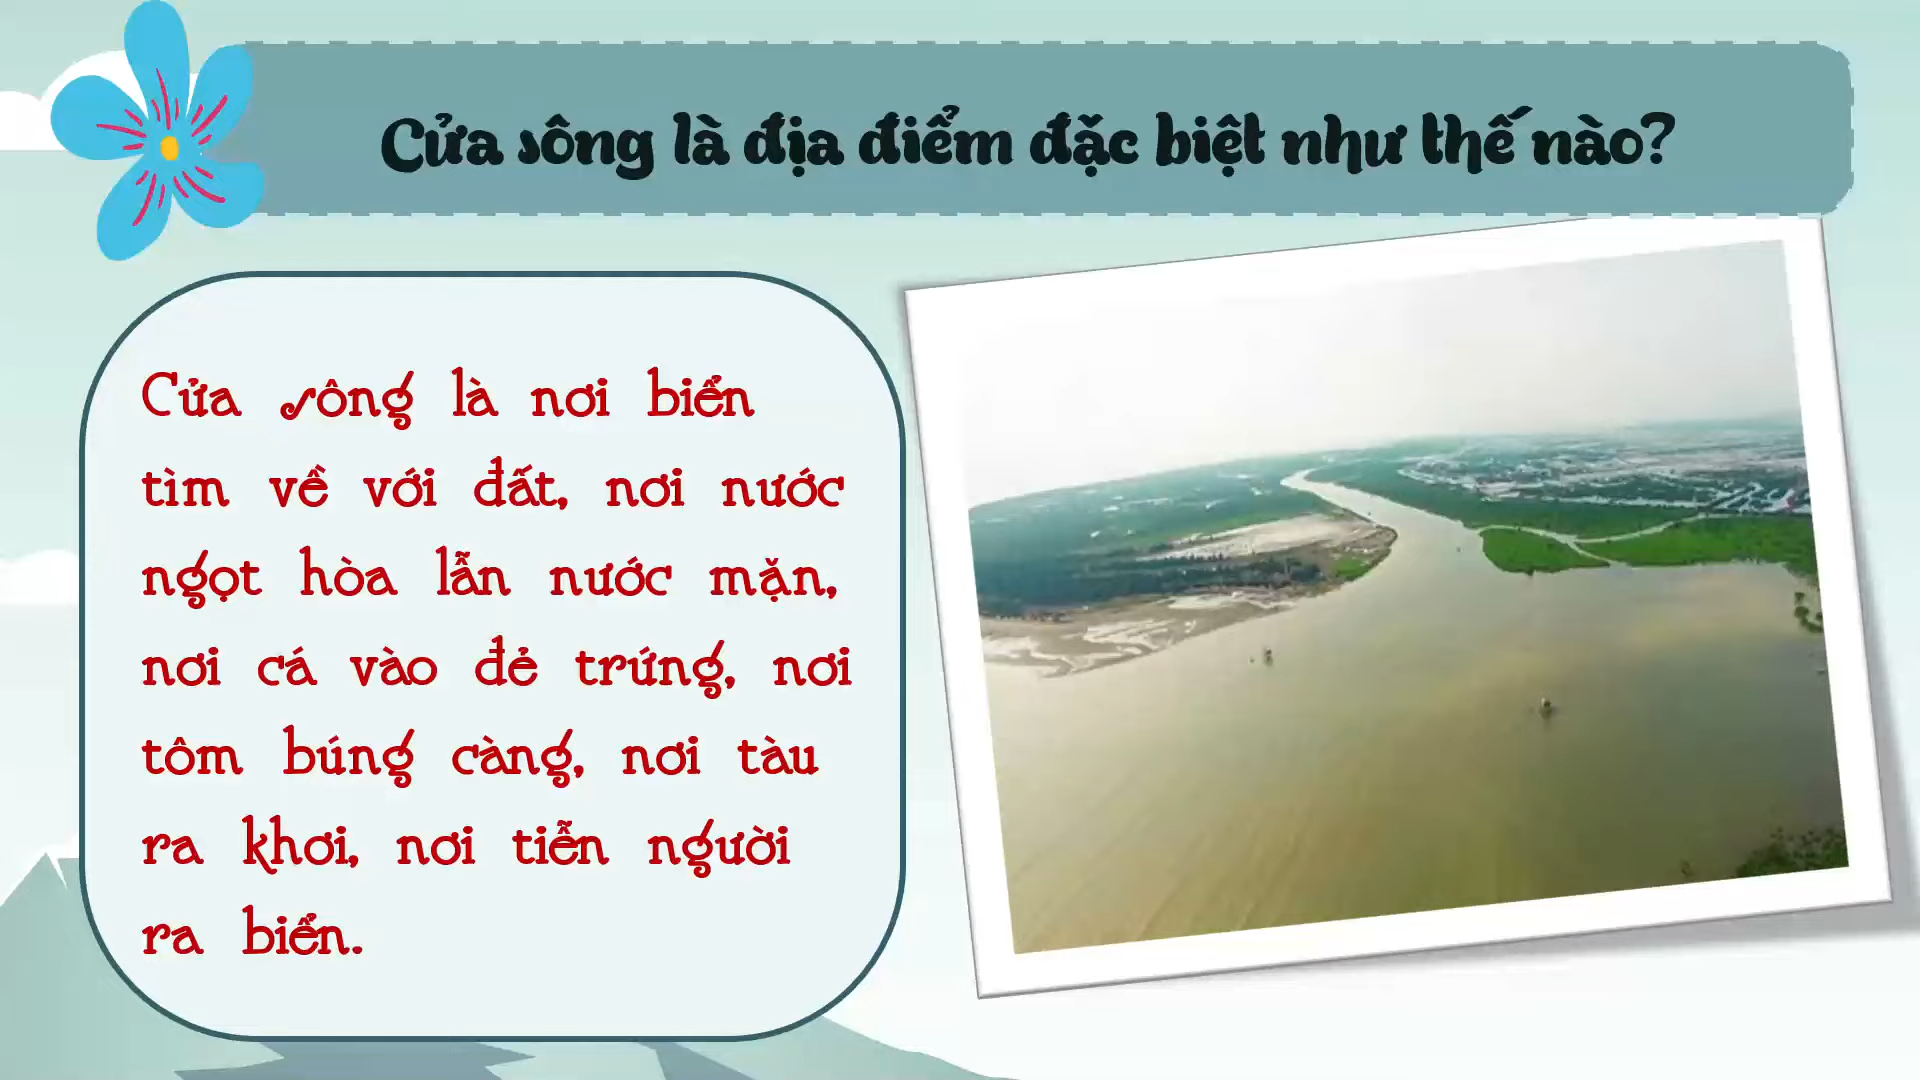 Cửa sông là địa điểm đặc biệt như thế nào?
Cửa sông là nơi biển
tìm về với đất, nơi nước
ngọt hòa lẫn nước mặn,
nơi cá vào đẻ trứng, nơi
tôm búng càng, nơi tàu
ra khơi, nơi tiễn người
ra biển.